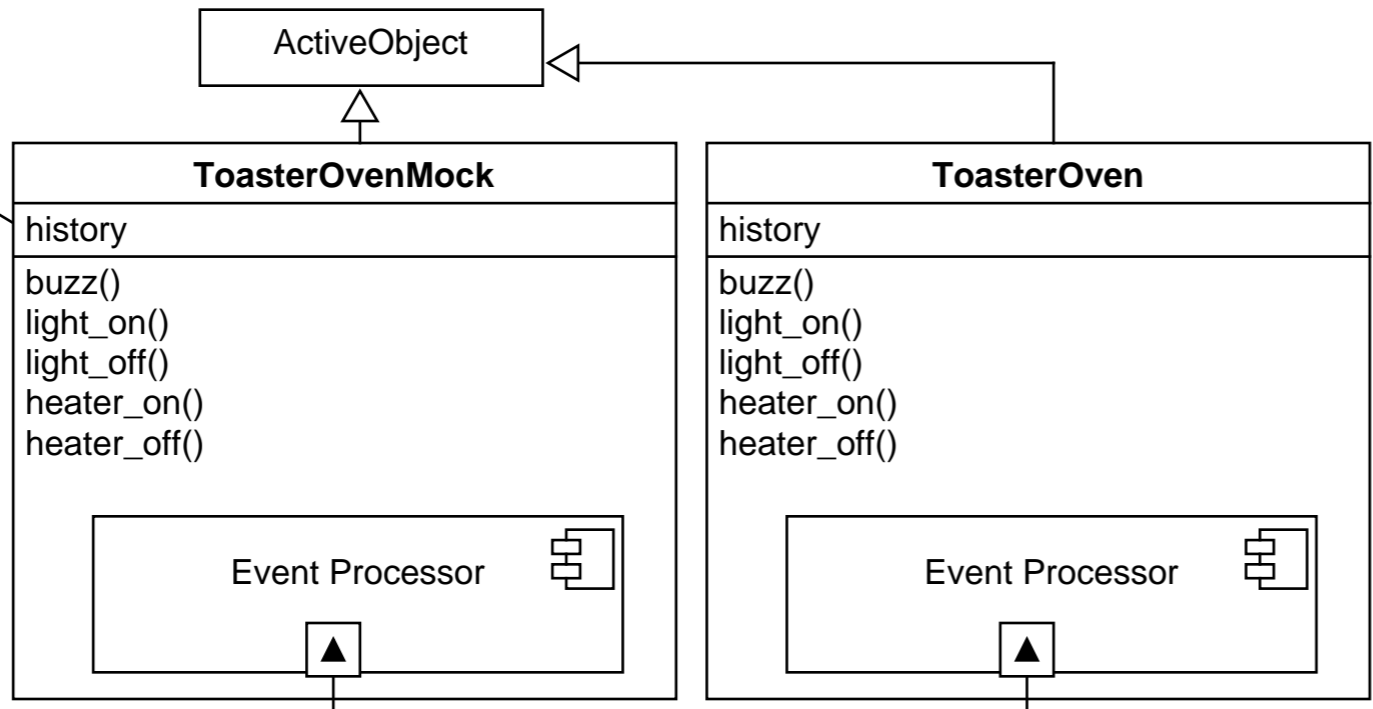 ActiveObject
ToasterOvenMock
history
buzz()
light_on()
light_off()
heater_on()
heater_off()
Event Processor
ToasterOven
history
buzz()
light_on()
light_off()
heater_on()
heater_off()
Event Processor